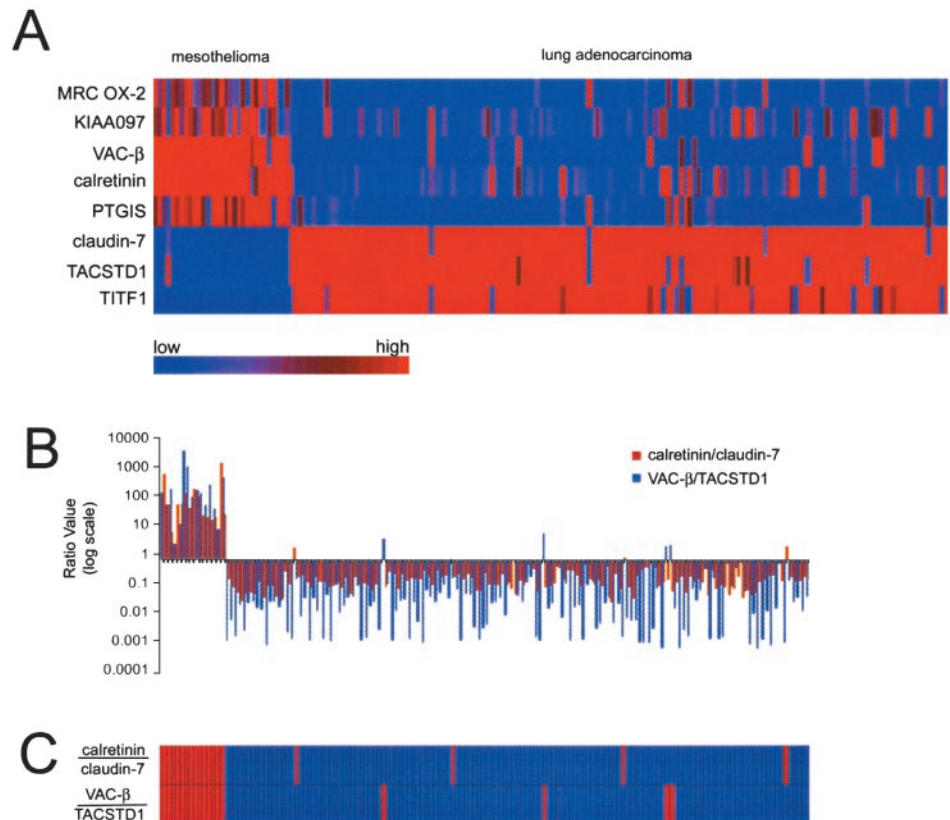 A
mesothelioma
lung adenocarcinoma
MRC OX-2
KIAA097
VAC-β
calretinin
PTGIS
claudin-7
TACSTD1
TITF1
low
high
B
Ratio Value
(log scale)
10000
1000
100
10
1
0.1
0.01
0.001
0.0001
calretinin/claudin-7
VAC-β/TACSTD1
C
calretinin
claudin-7
VAC-β
TACSTD1